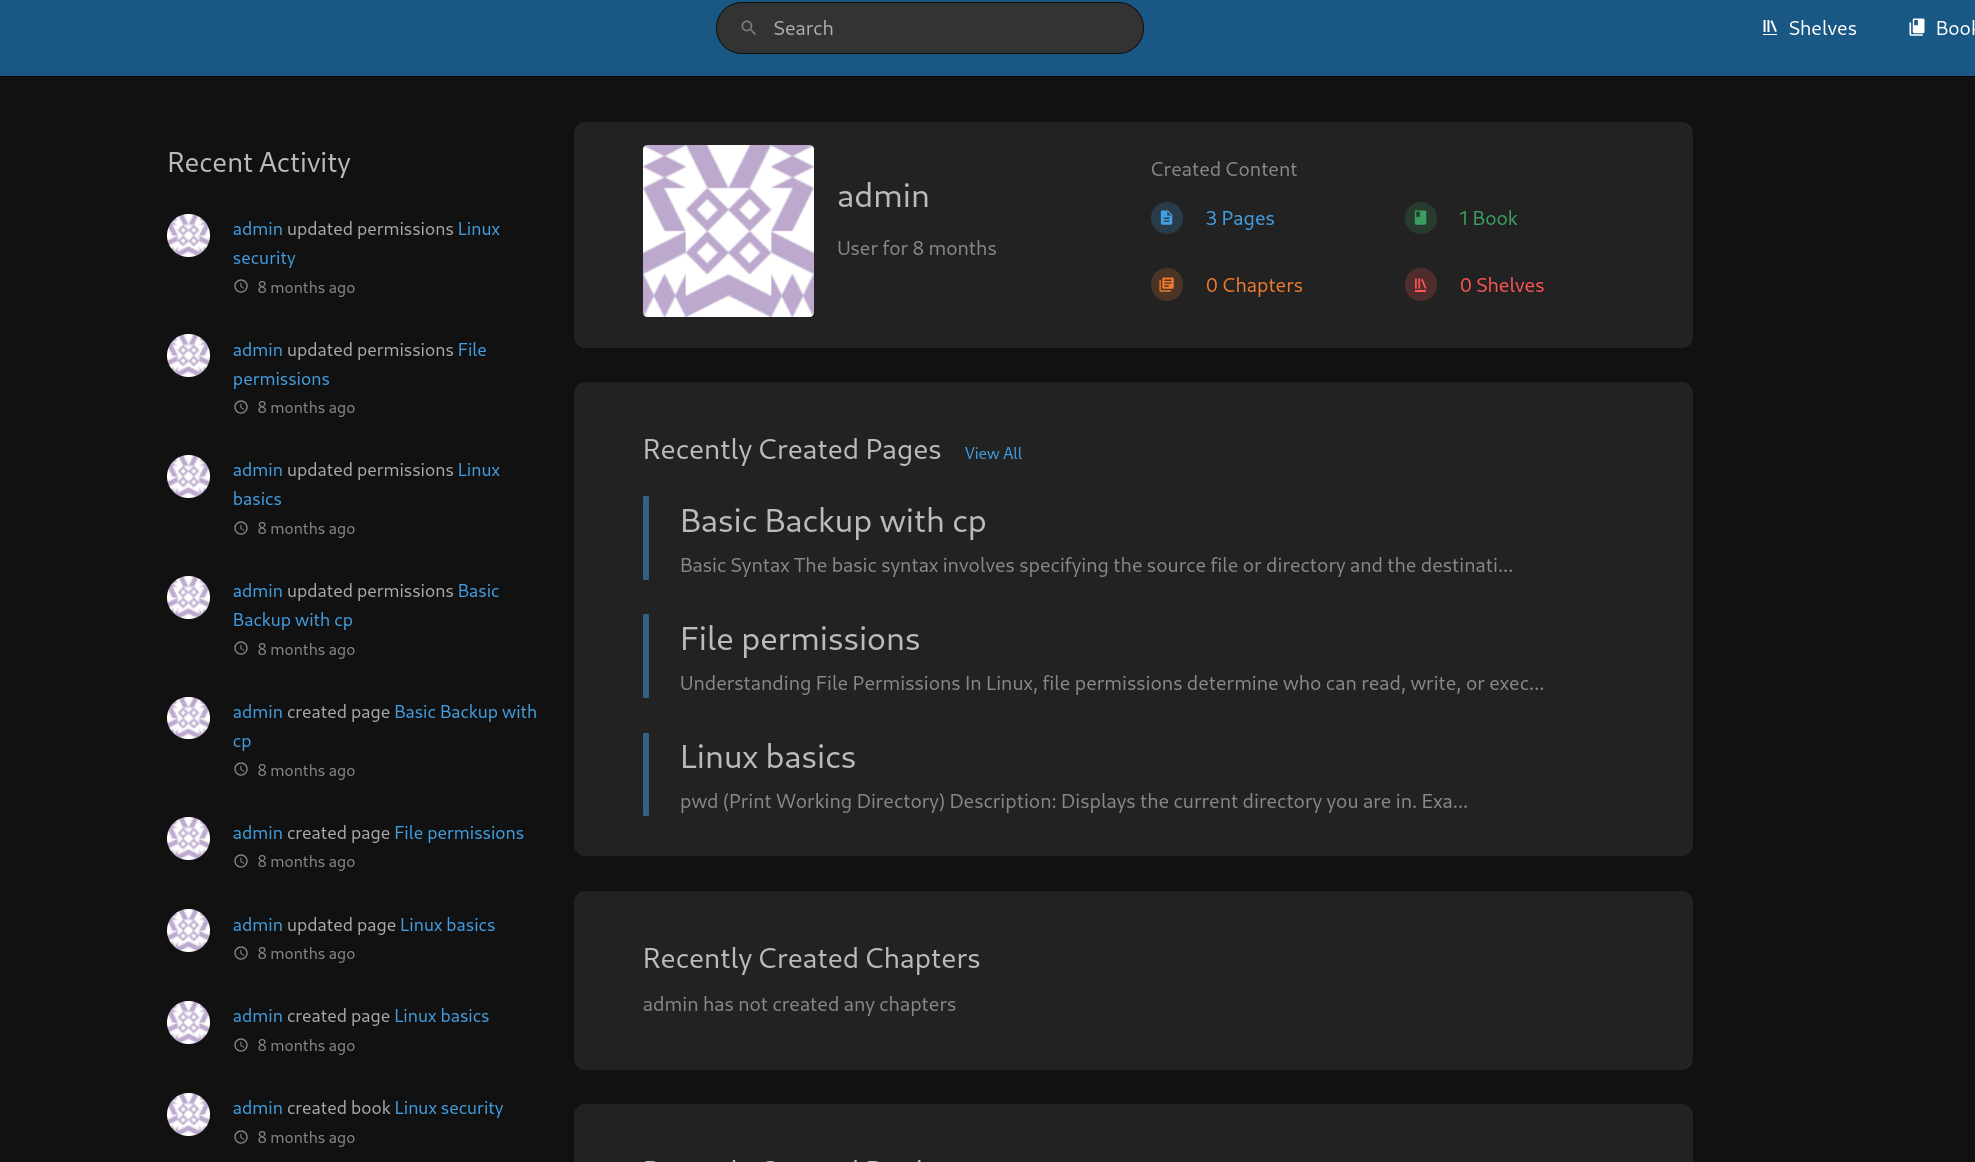 Search
Shelves
Recent Activity
admin updated permissions Linux
security
8 months ago
admin updated permissions File
permissions
8 months ago
admin updated permissions Linux
basics
8 months ago
admin updated permissions Basic
Backup with cp
8 months ago
admin created page Basic Backup with
cp
8 months ago
admin created page File permissions
8 months ago
admin updated page Linux basics
8 months ago
admin created page Linux basics
8 months ago
admin created book Linux security
8 months ago
admin
User for 8 months
Created Content
3 Pages
1 Book
0 Chapters
0 Shelves
Recently Created Pages
View All
Basic Backup with cp
Basic Syntax The basic syntax involves specifying the source file or directory and the destinati...
File permissions
Understanding File Permissions In Linux, file permissions determine who can read, write, or exec...
Linux basics
pwd (Print Working Directory) Description: Displays the current directory you are in. Exa...
Recently Created Chapters
admin has not created any chapters